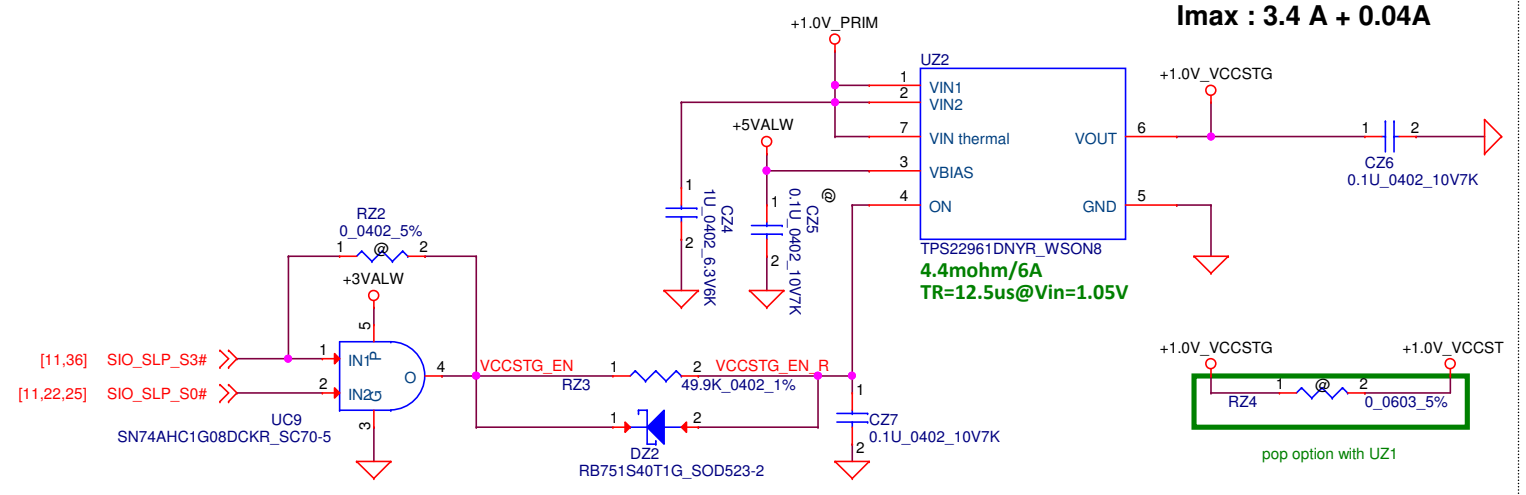 Imax : 3.4 A + 0.04A
+1.0V_PRIM
UZ2
1 VIN1
2 VIN2
7 VIN thermal
3 VBIAS
4 ON
VOUT 6
GND 5
TPS22961DNYR_WSON8
4.4mohm/6A
TR=12.5us@Vin=1.05V
+1.0V_VCCSTG
1 2
CZ6
0.1U_0402_10V7K
+5VALW
1
2
CZ4
1U_0402_6.3V6K
1
2
@
CZ5
0.1U_0402_10V7K
RZ2
0_0402_5%
1 @ 2
+3VALW
5
[11,36] SIO_SLP_S3# 1 IN1 P
O 4
[11,22,25] SIO_SLP_S0# 2 IN2 G
3
UC9
SN74AHC1G08DCKR_SC70-5
VCCSTG_EN
1 2
RZ3 49.9K_0402_1%
VCCSTG_EN_R
1 2
DZ2
RB751S40T1G_SOD523-2
1
CZ7
0.1U_0402_10V7K
2
+1.0V_VCCSTG +1.0V_VCCST
1 @ 2
RZ4 0_0603_5%
pop option with UZ1